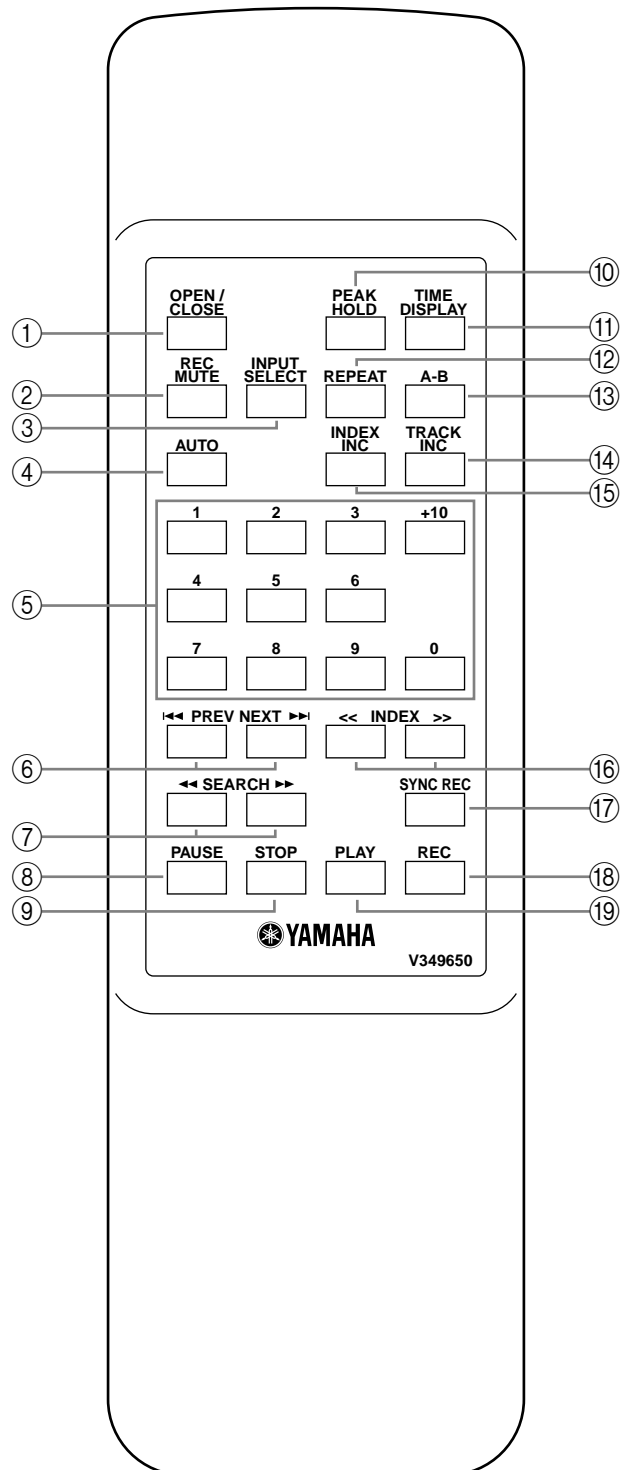 ⑩
OPEN / PEAK TIME
CLOSE HOLD DISPLAY
① ⑪
REC INPUT ⑫
MUTE SELECT REPEAT A-B
② ⑬
③ INDEX TRACK
AUTO INC INC ⑭
④ ⑮
1 2 3 +10
⑤ 4 5 6
7 8 9 0
|◄◄ PREV NEXT ►►| << INDEX >>
⑥ ⑯
◄◄ SEARCH ►► SYNC REC
⑦ ⑰
PAUSE STOP PLAY REC
⑧ ⑱
⑨ ⑲
YAMAHA
V349650